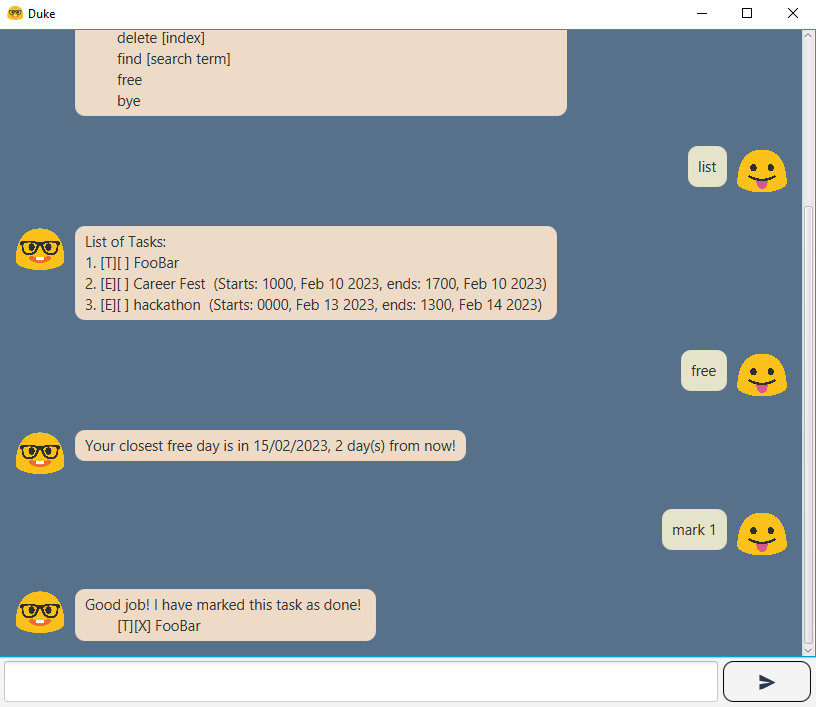 Duke
delete [index]
find [search term]
free
bye
list
List of Tasks:
1. [T][ ] FooBar
2. [E][ ] Career Fest  (Starts: 1000, Feb 10 2023, ends: 1700, Feb 10 2023)
3. [E][ ] hackathon  (Starts: 0000, Feb 13 2023, ends: 1300, Feb 14 2023)
free
Your closest free day is in 15/02/2023, 2 day(s) from now!
mark 1
Good job! I have marked this task as done!
[T][X] FooBar